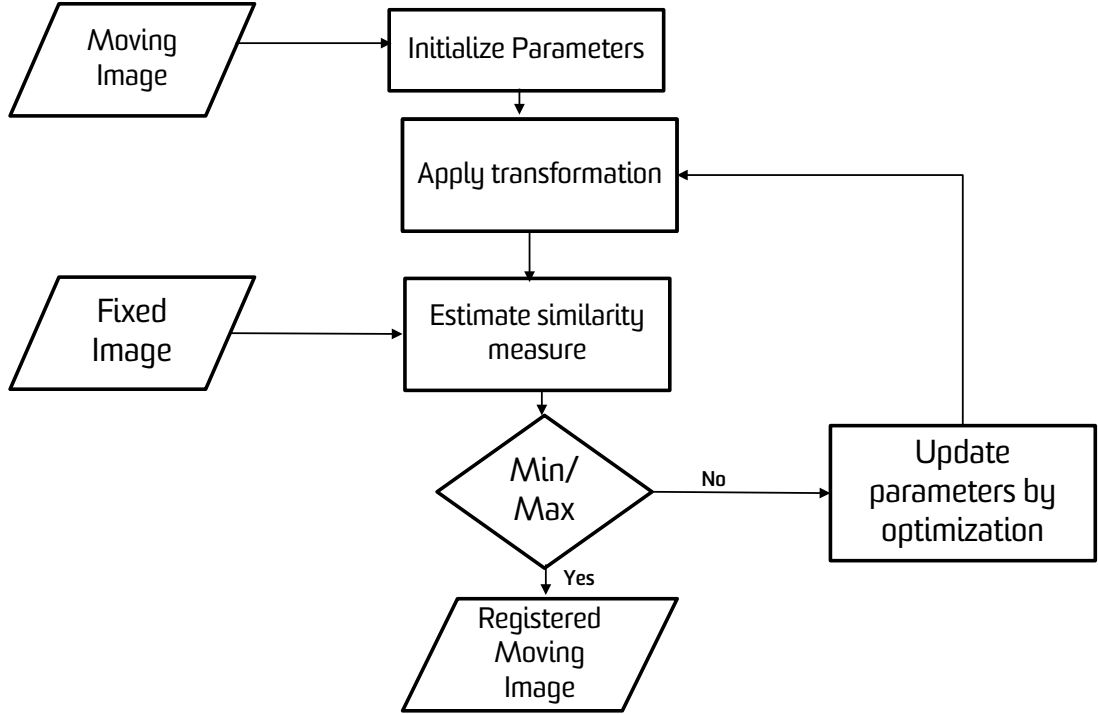 Moving
Image
Initialize Parameters
Apply transformation
Fixed
Image
Estimate similarity
measure
Min/
Max
No
Update
parameters by
optimization
Yes
Registered
Moving
Image